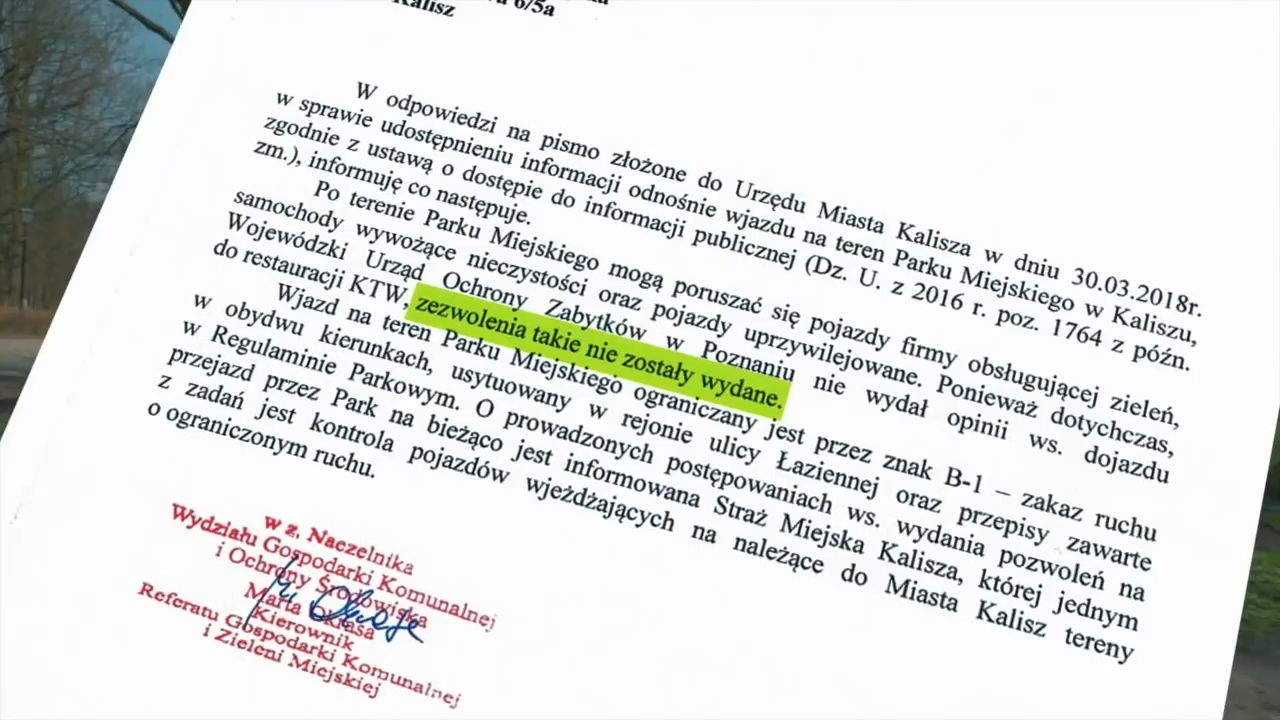 Kalisz 6/5a
W odpowiedzi na pismo złożone do Urzędu Miasta Kalisza w dniu 30.03.2018r.
w sprawie udostępnieniu informacji odnośnie wjazdu na teren Parku Miejskiego w Kaliszu,
zgodnie z ustawą o dostępie do informacji publicznej (Dz. U. z 2016 r. poz. 1764 z późn.
zm.), informuję co następuje.
Po terenie Parku Miejskiego mogą poruszać się pojazdy firmy obsługującej zieleń,
samochody wywożące nieczystości oraz pojazdy uprzywilejowane. Ponieważ dotychczas,
Wojewódzki Urząd Ochrony Zabytków w Poznaniu nie wydał opinii ws. dojazdu
do restauracji KTW, zezwolenia takie nie zostały wydane.
Wjazd na teren Parku Miejskiego ograniczany jest przez znak B-1 – zakaz ruchu
w obydwu kierunkach, usytuowany w rejonie ulicy Łaziennej oraz przepisy zawarte
w Regulaminie Parkowym. O prowadzonych postępowaniach ws. wydania pozwoleń na
przejazd przez Park na bieżąco jest informowana Straż Miejska Kalisza, której jednym
z zadań jest kontrola pojazdów wjeżdżających na należące do Miasta Kalisz tereny
o ograniczonym ruchu.
w z. Naczelnika
Wydziału Gospodarki Komunalnej
i Ochrony Środowiska
Marta
Kierownik
Referatu Gospodarki Komunalnej
i Zieleni Miejskiej